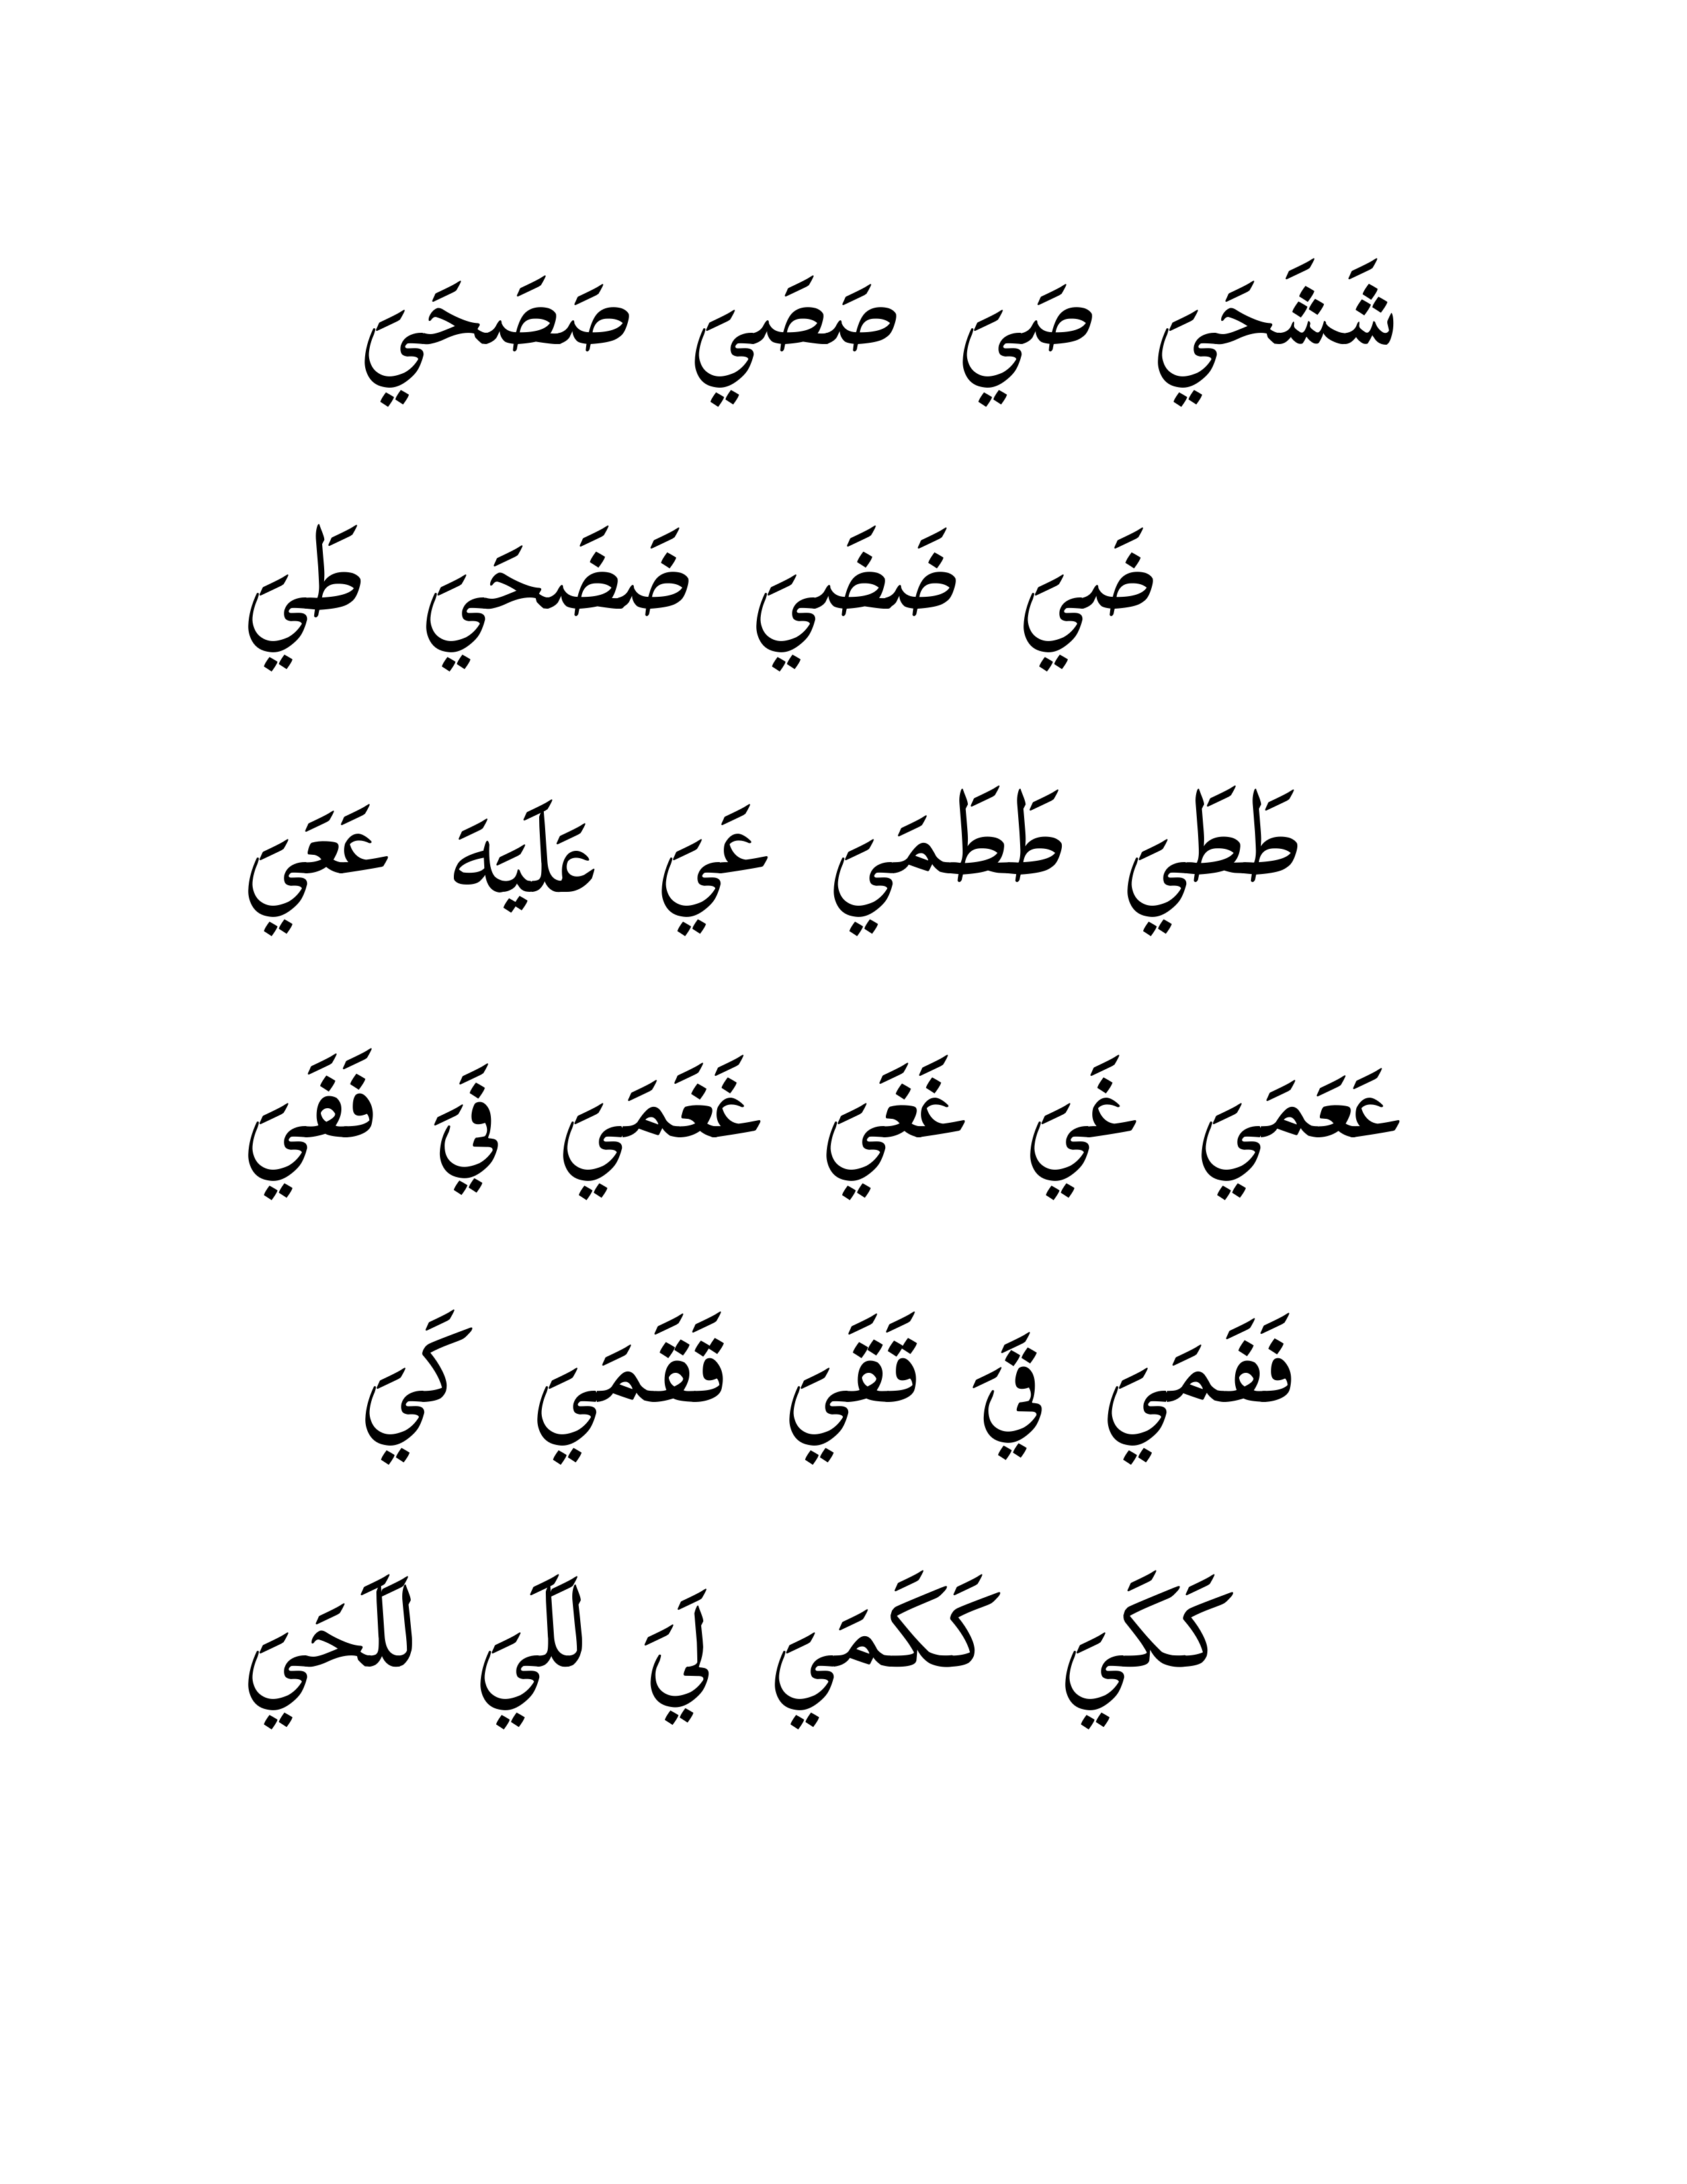 شَشَحَيَ صَيَ صَصَيَ صَصَحَيَ
ضَيَ ضَضَيَ ضَضَحَيَ طَيَ
طَطَيَ طَطَمَيَ عَيَ عَلَيَهَ عَعَيَ
عَعَمَيَ غَيَ غَغَيَ غَغَمَيَ فَيَ فَفَيَ
فَفَمَيَ قَيَ قَقَيَ قَقَمَيَ كَيَ
كَكَيَ كَكَمَيَ لَيَ لَلَيَ لَلَحَيَ